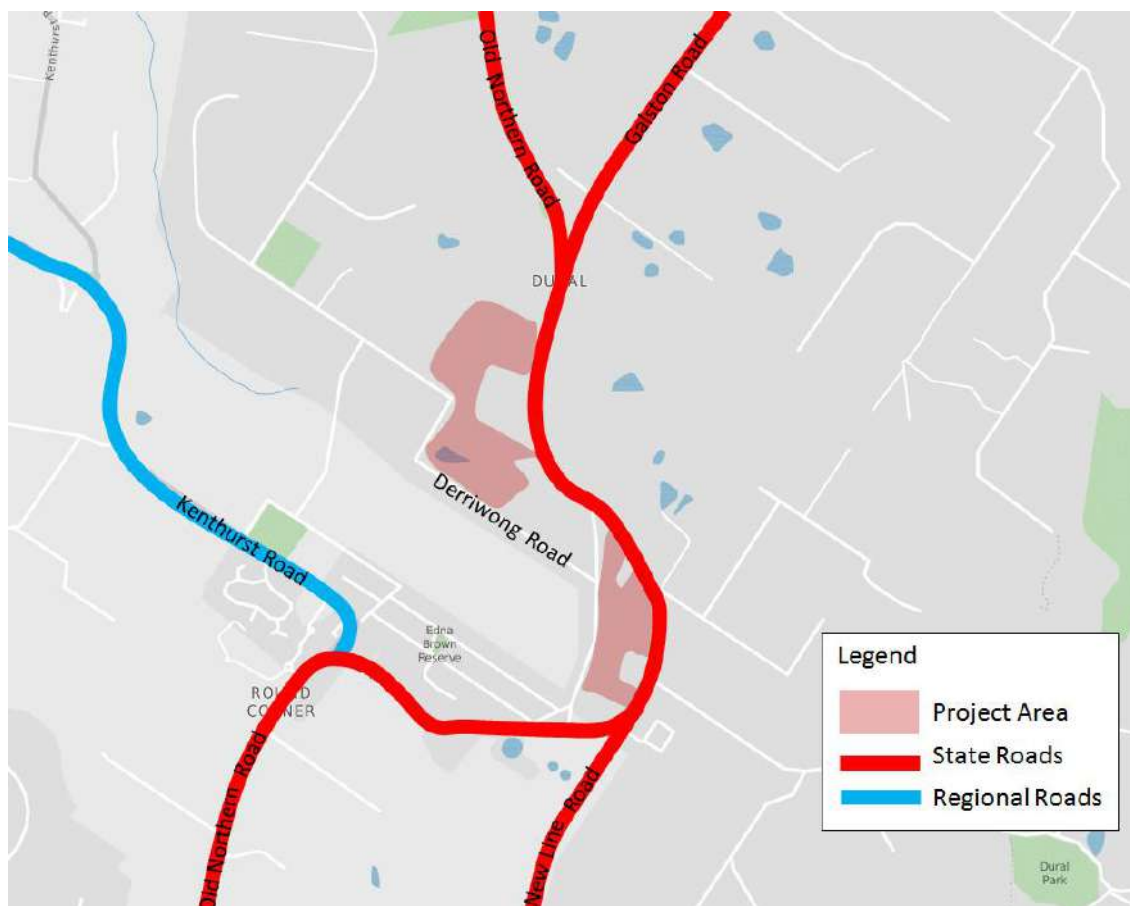 Kenthurs
Old Northern Road
Galston Road
DURAL
Kenthurst Road
Derriwong Road
Edna
Brown
Reserve
ROUND
CORNER
Old Northern Road
New Line Road
Legend
Project Area
State Roads
Regional Roads
Dural
Park